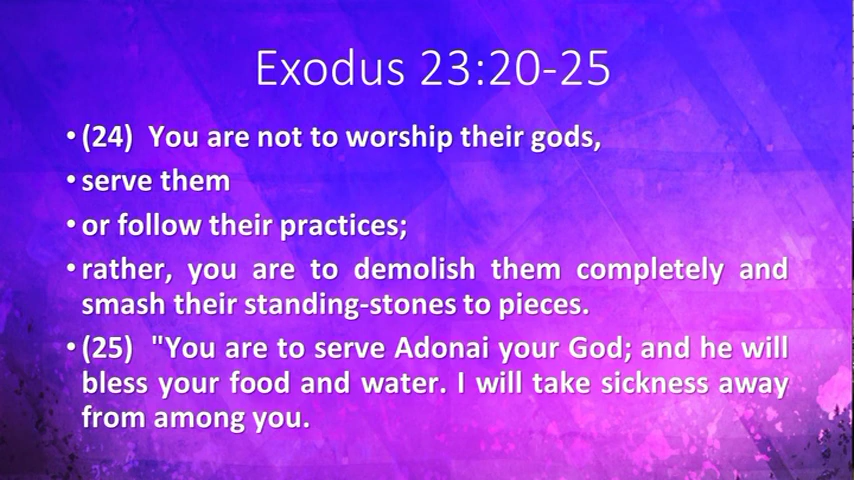 Exodus 23:20-25
• (24)  You are not to worship their gods,
• serve them
• or follow their practices;
• rather, you are to demolish them completely and
smash their standing-stones to pieces.
• (25)  "You are to serve Adonai your God; and he will
bless your food and water. I will take sickness away
from among you.